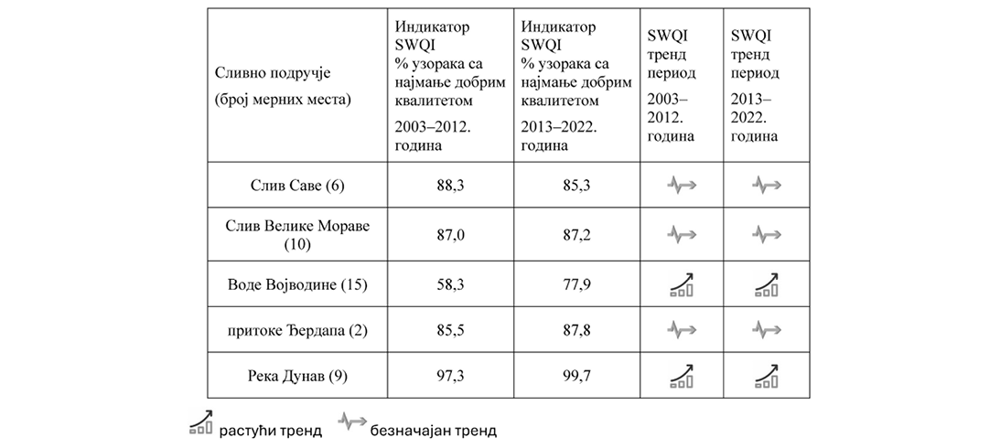 Сливно подручје
(број мерних места)
Индикатор
SWQI
% узорака са
најмање добрим
квалитетом
2003–2012.
година
Индикатор
SWQI
% узорака са
најмање добрим
квалитетом
2013–2022.
година
SWQI
тренд
период
2003–
2012.
година
SWQI
тренд
период
2013–
2022.
година
Слив Саве (6)
88,3
85,3
Слив Велике Мораве
(10)
87,0
87,2
Воде Војводине (15)
58,3
77,9
притоке Ђердапа (2)
85,5
87,8
Река Дунав (9)
97,3
99,7
растући тренд
безначајан тренд